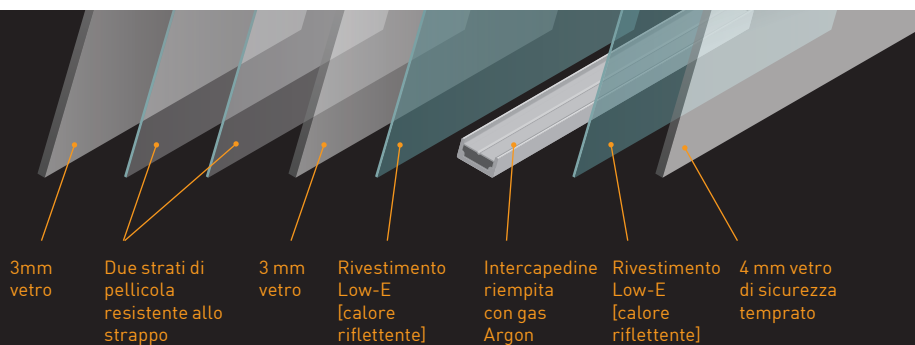 3mm
vetro
Due strati di
pellicola
resistente allo
strappo
3 mm
vetro
Rivestimento
Low-E
[calore
riflettente]
Intercapedine
riempita
con gas
Argon
Rivestimento
Low-E
[calore
riflettente]
4 mm vetro
di sicurezza
temprato